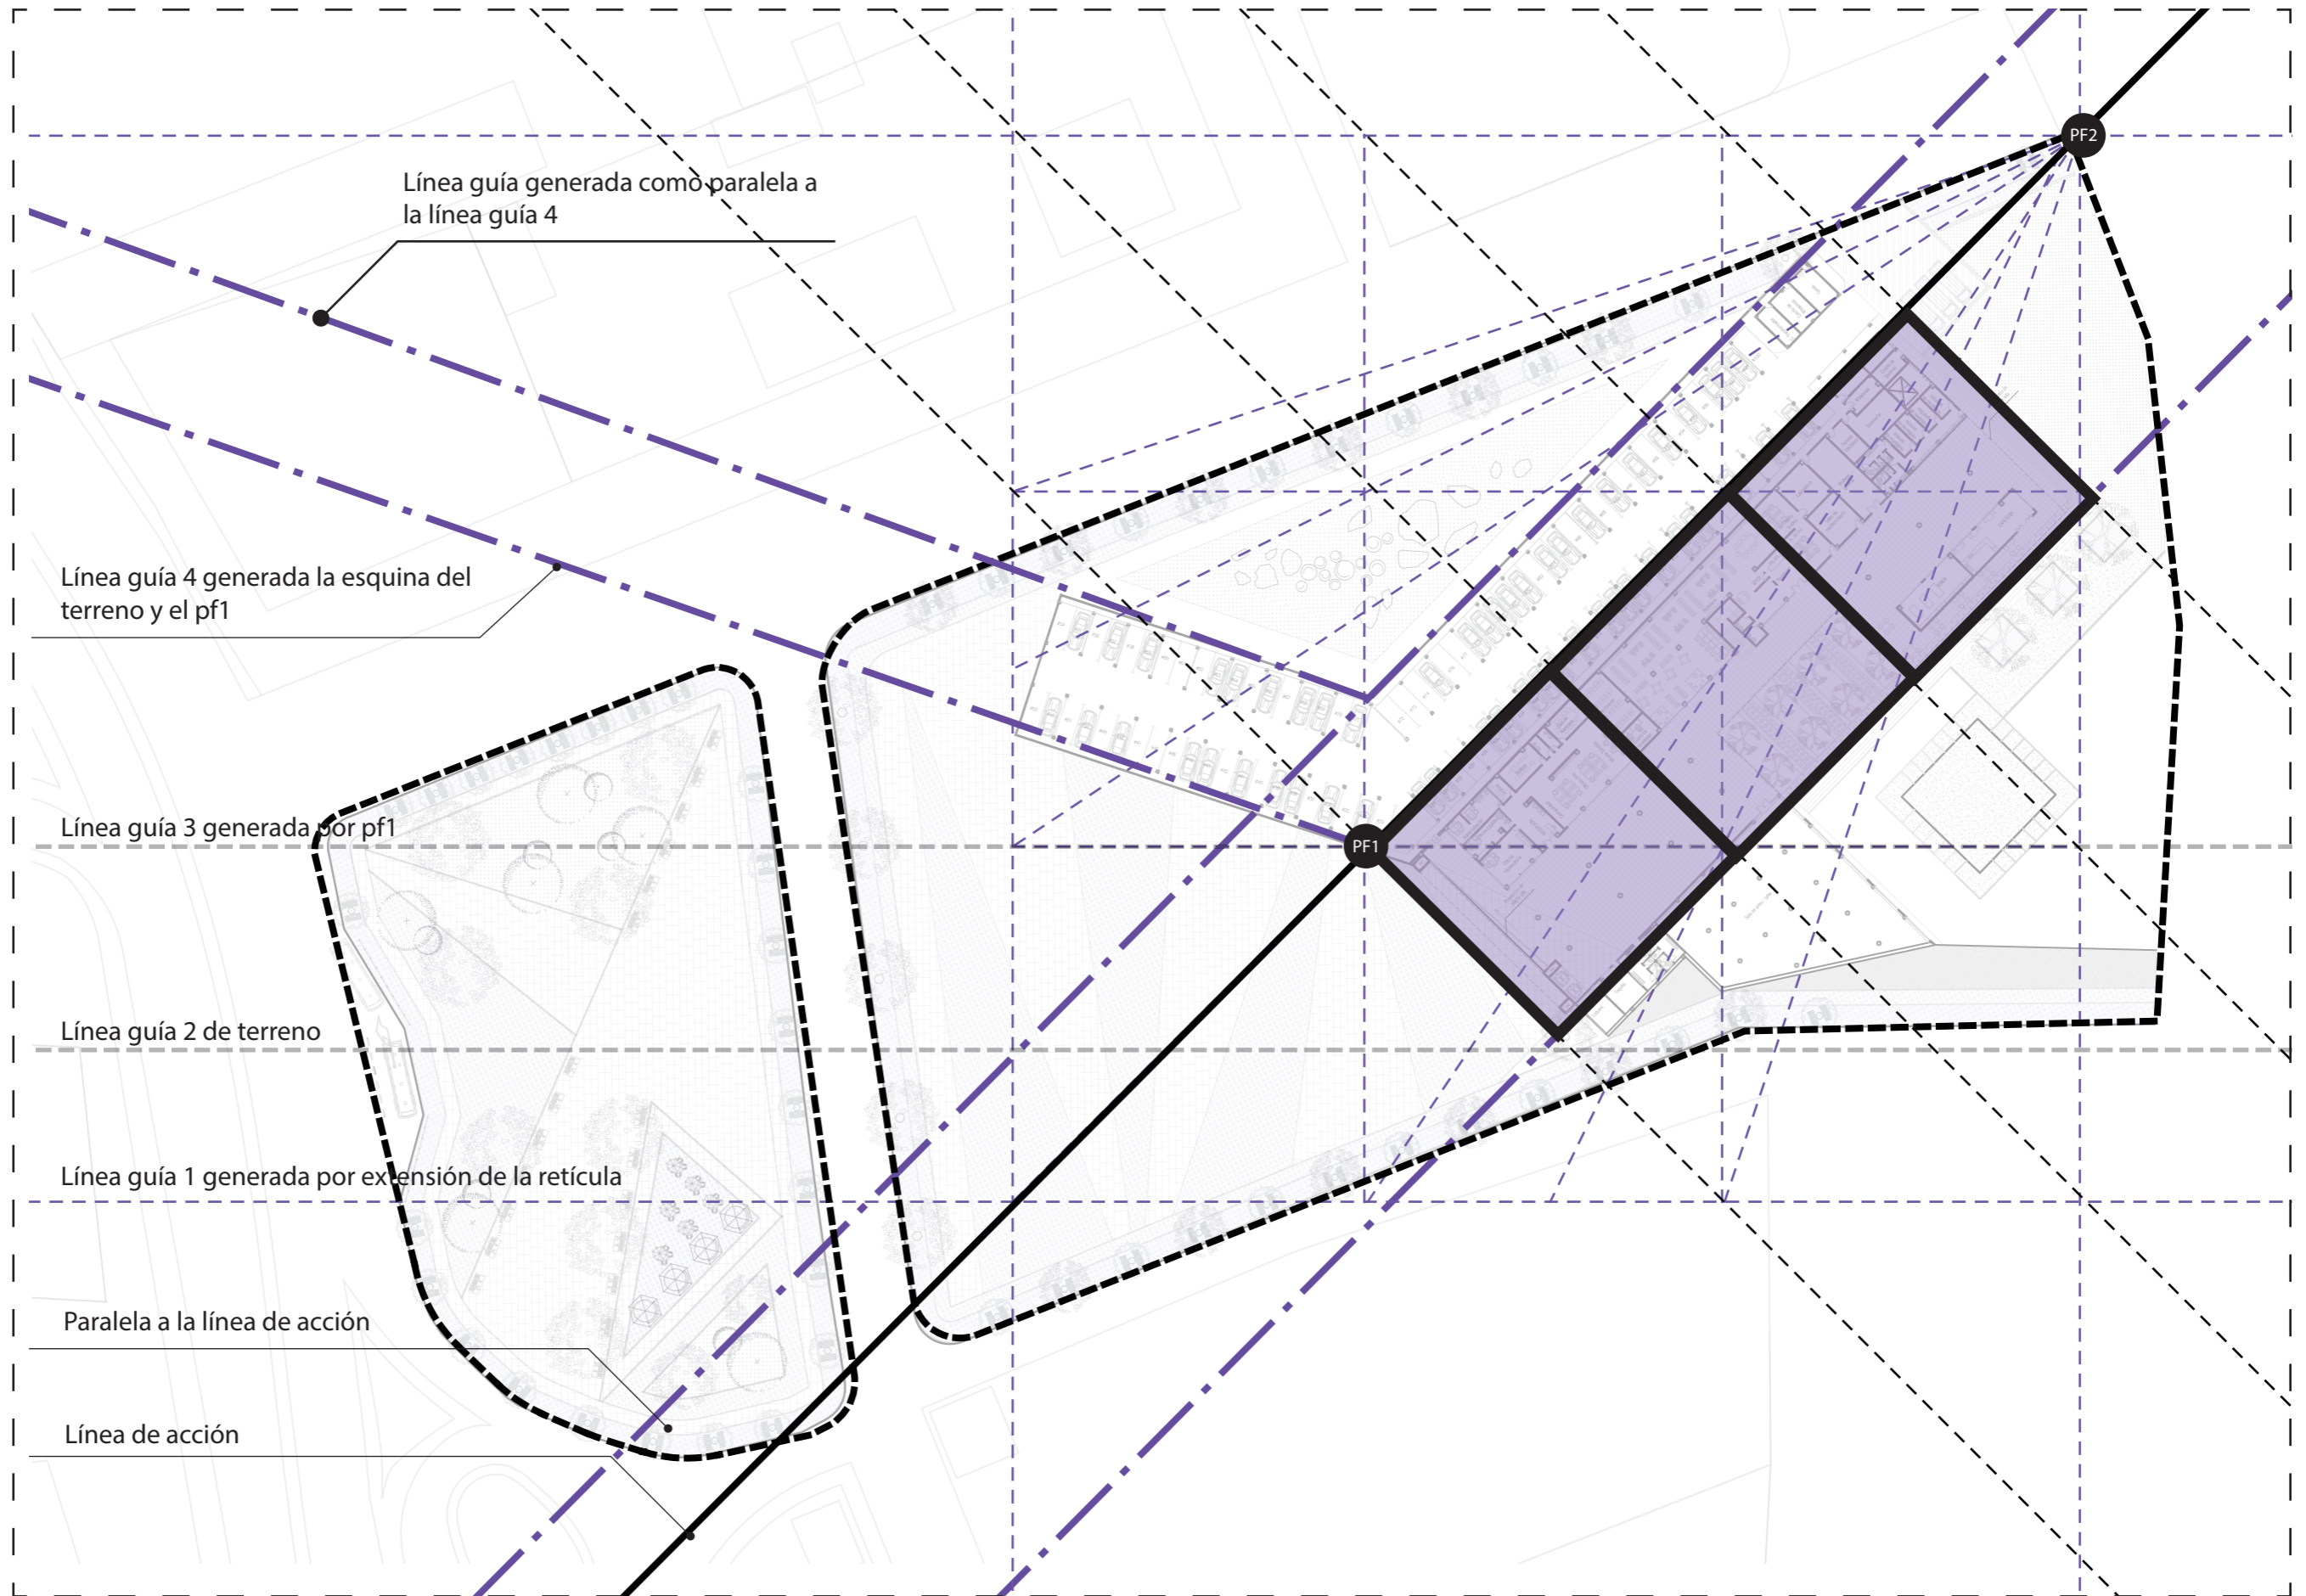 PF2
Línea guía generada como paralela a
la línea guía 4
Línea guía 4 generada la esquina del
terreno y el pf1
Línea guía 3 generada por pf1
PF1
Línea guía 2 de terreno
Línea guía 1 generada por extensión de la retícula
Paralela a la línea de acción
Línea de acción